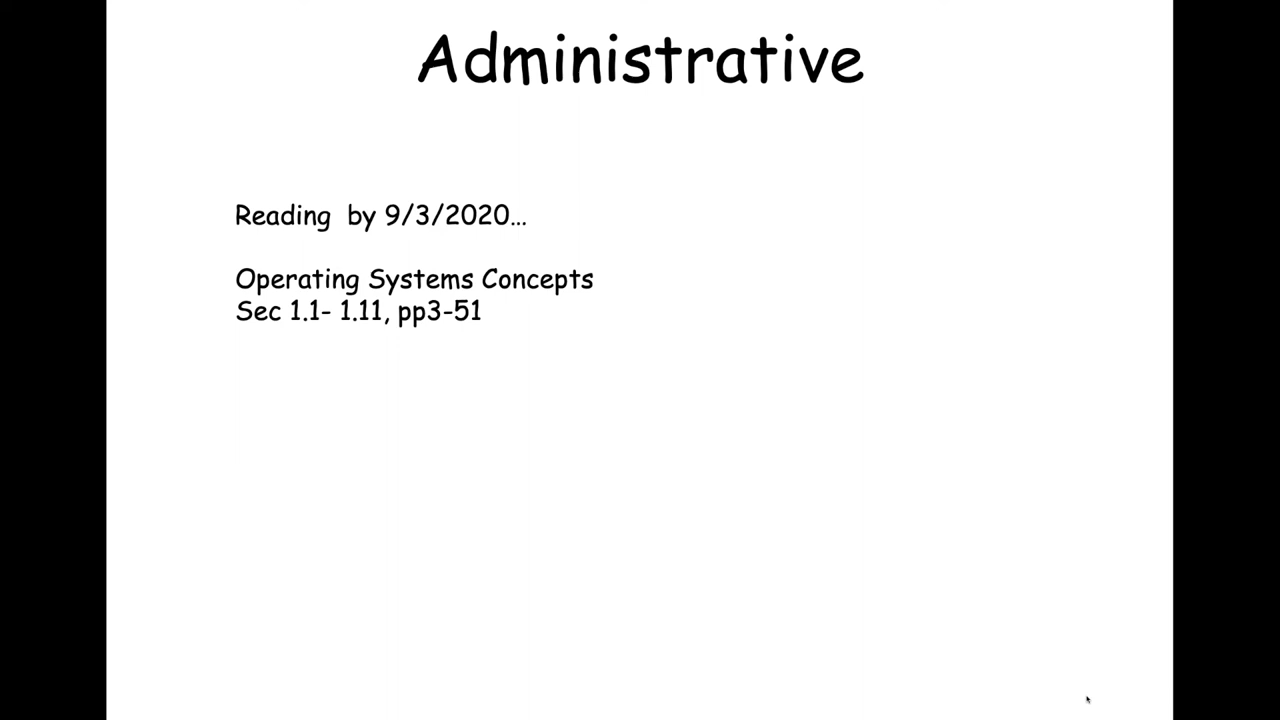 Administrative
Reading by 9/3/2020...
Operating Systems Concepts
Sec 1.1- 1.11, pp3-51